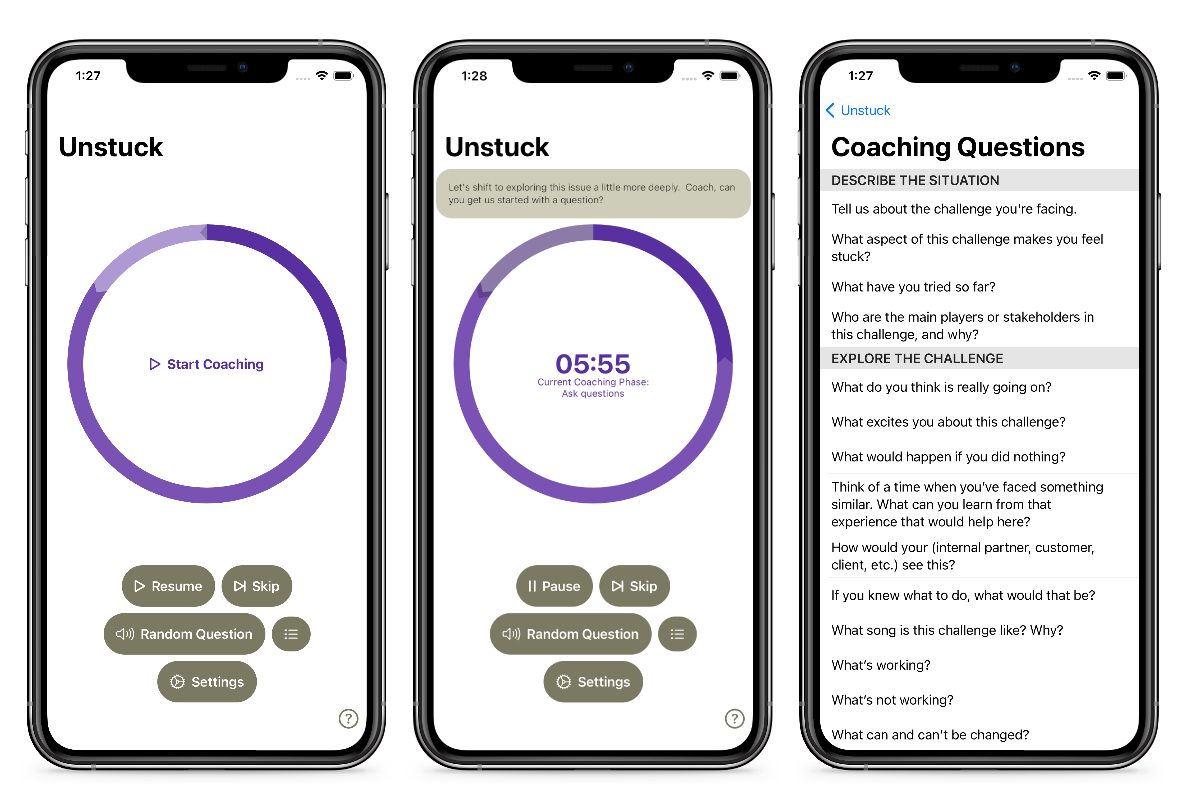 1:27
Unstuck
Start Coaching
Resume
Skip
Random Question
Settings
?
1:28
Unstuck
Let's shift to exploring this issue a little more deeply.  Coach, can
you get us started with a question?
05:55
Current Coaching Phase:
Ask questions
Pause
Skip
Random Question
Settings
?
1:27
Unstuck
Coaching Questions
DESCRIBE THE SITUATION
Tell us about the challenge you're facing.
What aspect of this challenge makes you feel
stuck?
What have you tried so far?
Who are the main players or stakeholders in
this challenge, and why?
EXPLORE THE CHALLENGE
What do you think is really going on?
What excites you about this challenge?
What would happen if you did nothing?
Think of a time when you've faced something
similar. What can you learn from that
experience that would help here?
How would your (internal partner, customer,
client, etc.) see this?
If you knew what to do, what would that be?
What song is this challenge like? Why?
What's working?
What's not working?
What can and can't be changed?